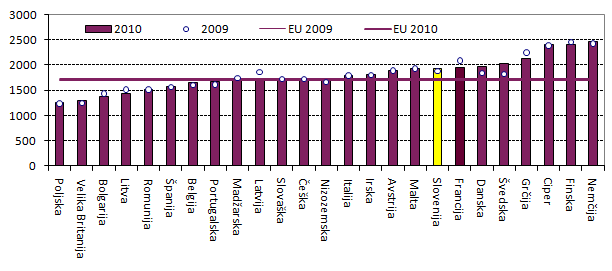 2010 2009 EU 2009 EU 2010
3000
2500
2000
1500
1000
500
0
Poljska
Velika Britanija
Bolgarija
Litva
Romunija
Španija
Belgija
Portugalska
Madžarska
Latvija
Slovaška
Češka
Nizozemska
Italija
Irska
Avstrija
Malta
Slovenija
Francija
Danska
Švedska
Grčija
Ciper
Finska
Nemčija